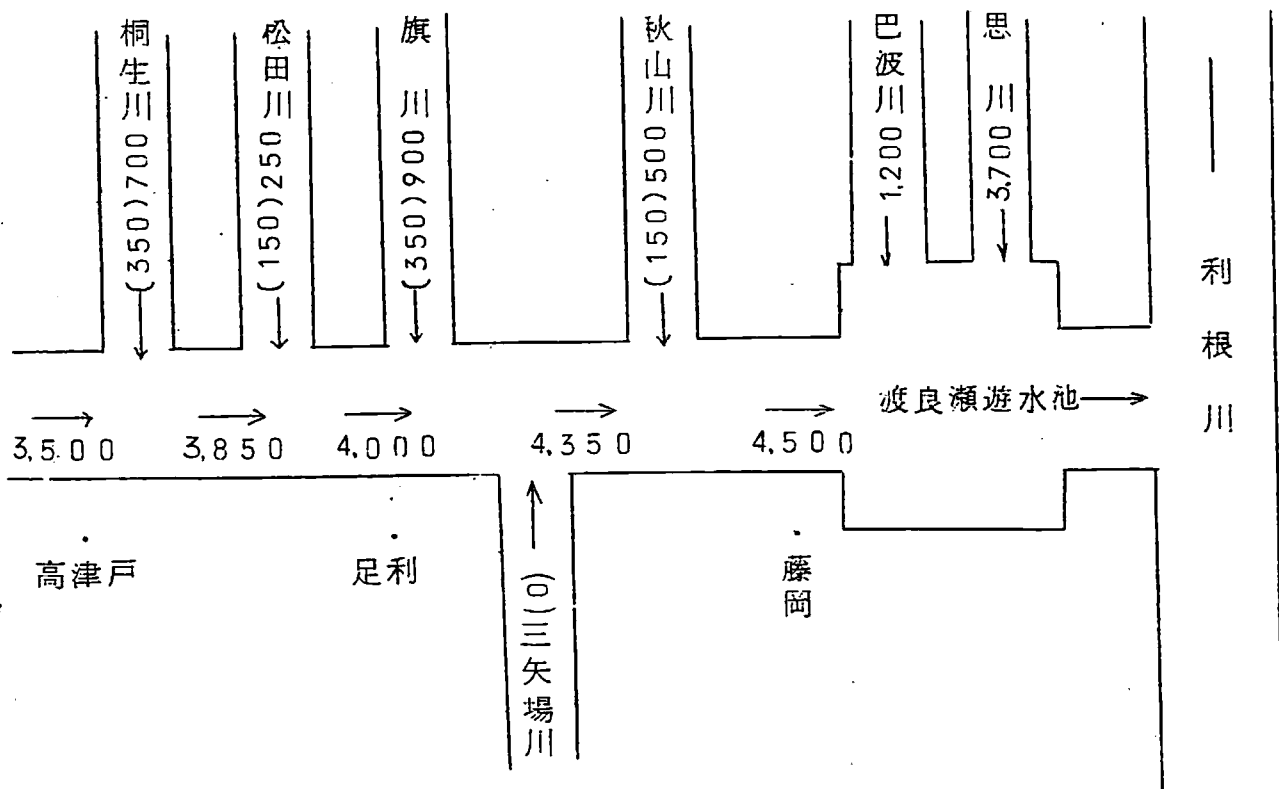 桐生川(350)700
松田川(150)250
旗川(350)900
秋山川(150)500
巴波川1,200
思川3,700
利根川
渡良瀬遊水池
3,500
3,850
4,000
4,350
4,500
高津戸
足利
(0)三矢場川
藤岡